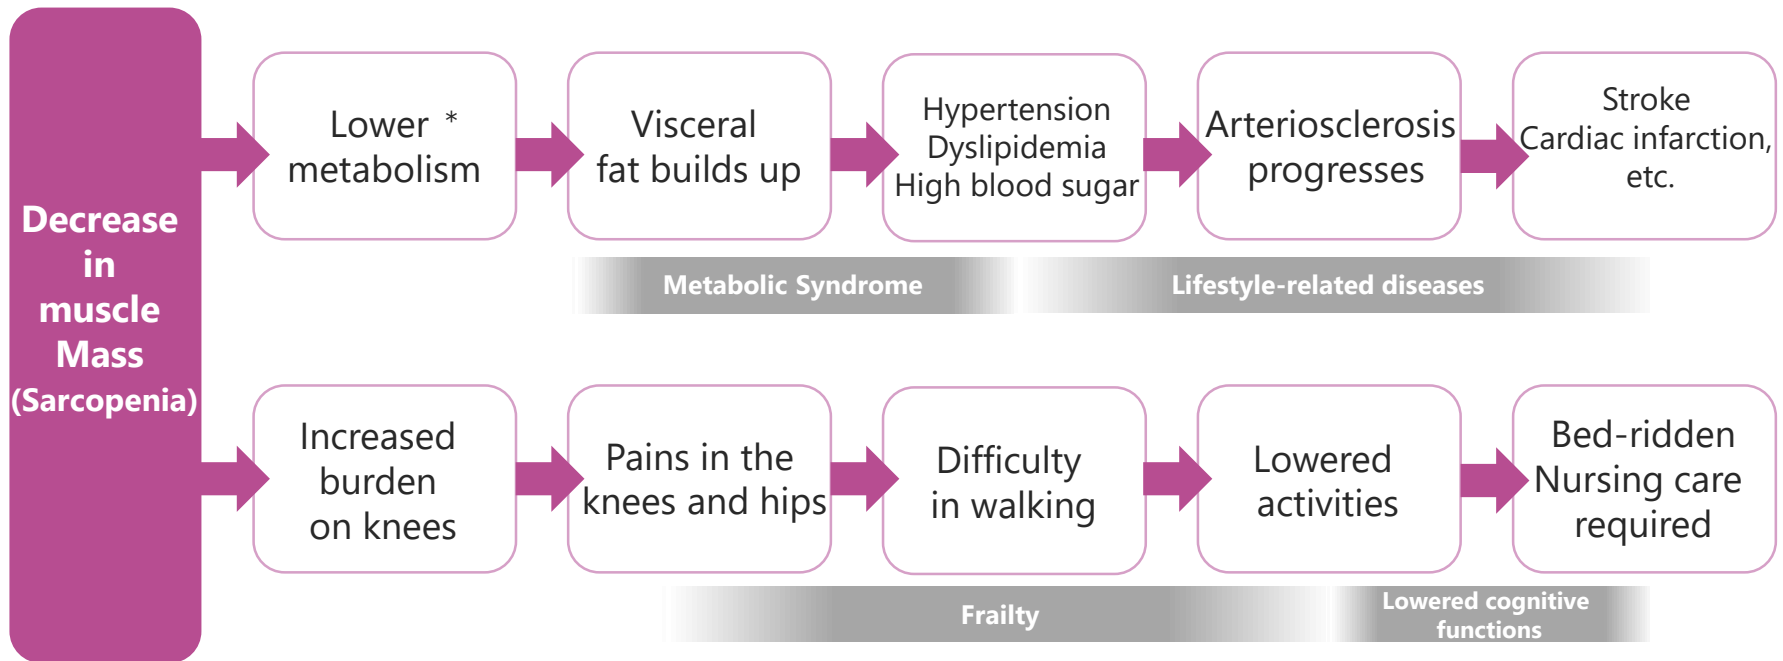 Decrease
in
muscle
Mass
(Sarcopenia)
Lower *
metabolism
Visceral
fat builds up
Hypertension
Dyslipidemia
High blood sugar
Arteriosclerosis
progresses
Stroke
Cardiac infarction,
etc.
Metabolic Syndrome
Lifestyle-related diseases
Increased
burden
on knees
Pains in the
knees and hips
Difficulty
in walking
Lowered
activities
Bed-ridden
Nursing care
required
Frailty
Lowered cognitive
functions